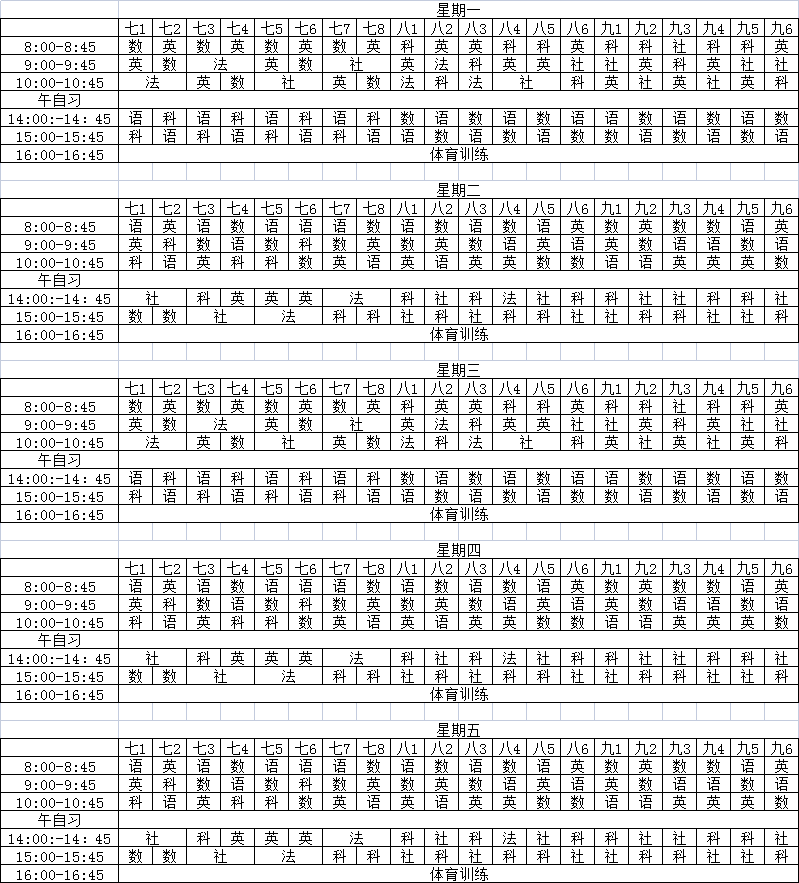 星期一
七1 七2 七3 七4 七5 七6 七7 七8 八1 八2 八3 八4 八5 八6 九1 九2 九3 九4 九5 九6
8:00-8:45 数 英 数 英 数 英 数 英 科 英 英 科 科 英 科 科 社 科 科 英
9:00-9:45 英 数 法 英 数 社 英 法 科 英 英 社 社 英 科 英 社 社
10:00-10:45 法 英 数 社 英 数 法 科 法 社 科 英 社 英 社 英 科
午自习
14:00:-14：45 语 科 语 科 语 科 语 科 数 语 数 语 数 语 语 数 语 数 语 数
15:00-15:45 科 语 科 语 科 语 科 语 语 数 语 数 语 数 数 语 数 语 数 语
16:00-16:45 体育训练
星期二
七1 七2 七3 七4 七5 七6 七7 七8 八1 八2 八3 八4 八5 八6 九1 九2 九3 九4 九5 九6
8:00-8:45 语 英 语 数 语 语 语 数 语 数 语 数 语 英 数 英 数 数 语 英
9:00-9:45 英 科 数 语 数 科 数 英 数 英 数 语 英 语 英 数 语 语 数 语
10:00-10:45 科 语 英 科 科 数 英 语 英 语 英 英 数 数 语 语 英 英 英 数
午自习
14:00:-14：45 社 科 英 英 英 法 科 社 科 法 社 科 科 社 社 科 科 社
15:00-15:45 数 数 社 法 科 科 社 科 社 科 科 社 社 科 科 社 社 科
16:00-16:45 体育训练
星期三
七1 七2 七3 七4 七5 七6 七7 七8 八1 八2 八3 八4 八5 八6 九1 九2 九3 九4 九5 九6
8:00-8:45 数 英 数 英 数 英 数 英 科 英 英 科 科 英 科 科 社 科 科 英
9:00-9:45 英 数 法 英 数 社 英 法 科 英 英 社 社 英 科 英 社 社
10:00-10:45 法 英 数 社 英 数 法 科 法 社 科 英 社 英 社 英 科
午自习
14:00:-14：45 语 科 语 科 语 科 语 科 数 语 数 语 数 语 语 数 语 数 语 数
15:00-15:45 科 语 科 语 科 语 科 语 语 数 语 数 语 数 数 语 数 语 数 语
16:00-16:45 体育训练
星期四
七1 七2 七3 七4 七5 七6 七7 七8 八1 八2 八3 八4 八5 八6 九1 九2 九3 九4 九5 九6
8:00-8:45 语 英 语 数 语 语 语 数 语 数 语 数 语 英 数 英 数 数 语 英
9:00-9:45 英 科 数 语 数 科 数 英 数 英 数 语 英 语 英 数 语 语 数 语
10:00-10:45 科 语 英 科 科 数 英 语 英 语 英 英 数 数 语 语 英 英 英 数
午自习
14:00:-14：45 社 科 英 英 英 法 科 社 科 法 社 科 科 社 社 科 科 社
15:00-15:45 数 数 社 法 科 科 社 科 社 科 科 社 社 科 科 社 社 科
16:00-16:45 体育训练
星期五
七1 七2 七3 七4 七5 七6 七7 七8 八1 八2 八3 八4 八5 八6 九1 九2 九3 九4 九5 九6
8:00-8:45 语 英 语 数 语 语 语 数 语 数 语 数 语 英 数 英 数 数 语 英
9:00-9:45 英 科 数 语 数 科 数 英 数 英 数 语 英 语 英 数 语 语 数 语
10:00-10:45 科 语 英 科 科 数 英 语 英 语 英 英 数 数 语 语 英 英 英 数
午自习
14:00:-14：45 社 科 英 英 英 法 科 社 科 法 社 科 科 社 社 科 科 社
15:00-15:45 数 数 社 法 科 科 社 科 社 科 科 社 社 科 科 社 社 科
16:00-16:45 体育训练